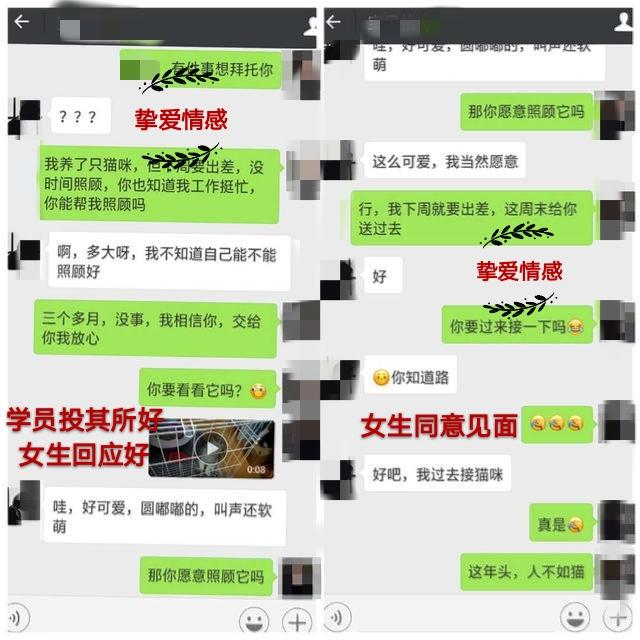 有件事想拜托你
？？？
挚爱情感
我养了只猫咪，但下周要出差，没
时间照顾，你也知道我工作挺忙，
你能帮我照顾吗
啊，多大呀，我不知道自己能不能
照顾好
三个多月，没事，我相信你，交给
你我放心
你要看看它吗？
学员投其所好
女生回应好
0:08
哇，好可爱，圆嘟嘟的，叫声还软
萌
那你愿意照顾它吗
哇，好可爱，圆嘟嘟的，叫声还软
萌
那你愿意照顾它吗
这么可爱，我当然愿意
行，我下周就要出差，这周末给你
送过去
好
挚爱情感
你要过来接一下吗
你知道路
女生同意见面
好吧，我过去接猫咪
真是
这年头，人不如猫